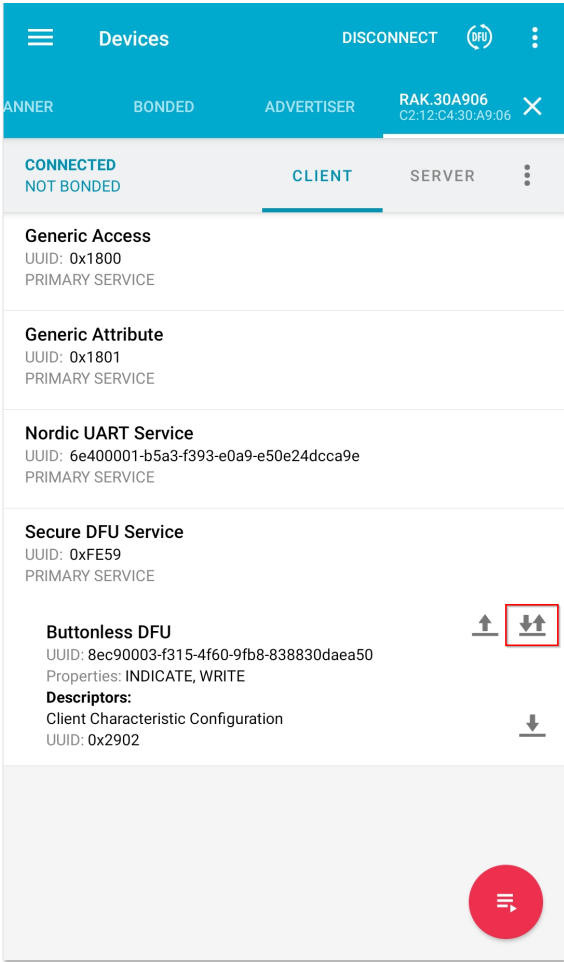 Devices
DISCONNECT
DFU
ANNER
BONDED
ADVERTISER
RAK.30A906
C2:12:C4:30:A9:06
CONNECTED
NOT BONDED
CLIENT
SERVER
Generic Access
UUID: 0x1800
PRIMARY SERVICE
Generic Attribute
UUID: 0x1801
PRIMARY SERVICE
Nordic UART Service
UUID: 6e400001-b5a3-f393-e0a9-e50e24dcca9e
PRIMARY SERVICE
Secure DFU Service
UUID: 0xFE59
PRIMARY SERVICE
Buttonless DFU
UUID: 8ec90003-f315-4f60-9fb8-838830daea50
Properties: INDICATE, WRITE
Descriptors:
Client Characteristic Configuration
UUID: 0x2902